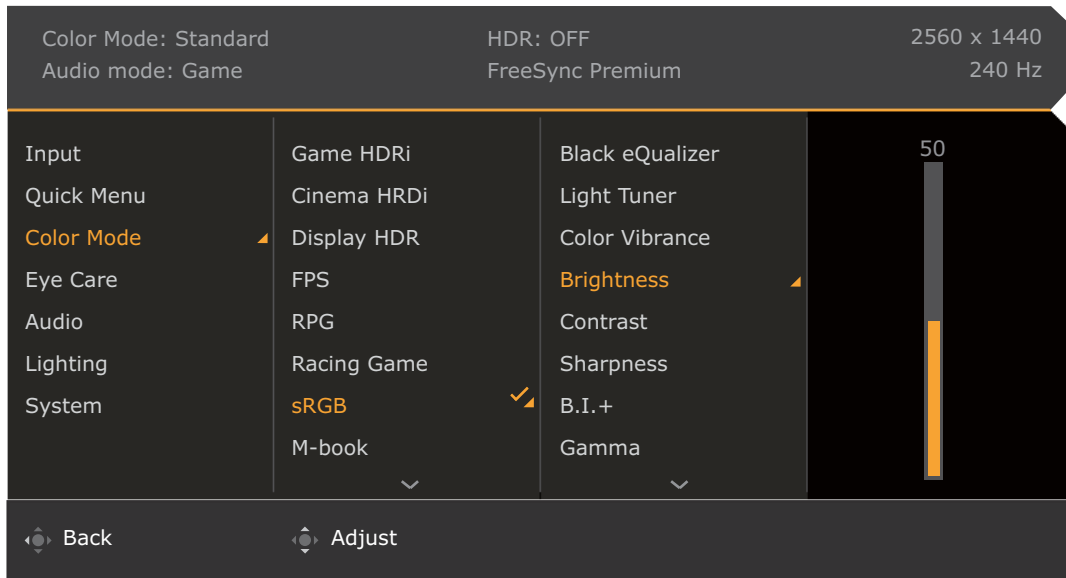 Color Mode: Standard
HDR: OFF
2560 x 1440
Audio mode: Game
FreeSync Premium
240 Hz
Input
Quick Menu
Color Mode
Eye Care
Audio
Lighting
System
Game HDRi
Cinema HRDi
Display HDR
FPS
RPG
Racing Game
sRGB
M-book
Black eQualizer
Light Tuner
Color Vibrance
Brightness
Contrast
Sharpness
B.I.+
Gamma
50
Back
Adjust